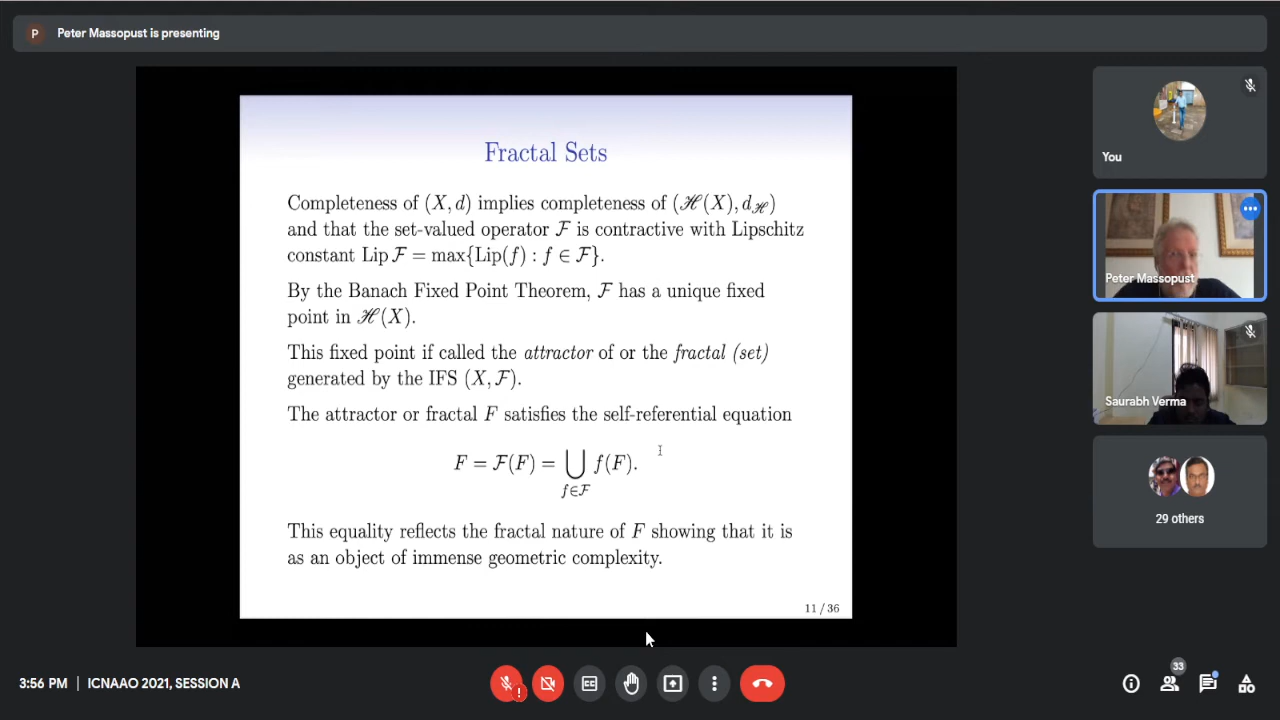 P
Peter Massopust is presenting
Fractal Sets
Completeness of (X, d) implies completeness of (ℋ(X), d_ℋ)
and that the set-valued operator ℱ is contractive with Lipschitz
constant Lip ℱ = max{Lip(f) : f ∈ ℱ}.
By the Banach Fixed Point Theorem, ℱ has a unique fixed
point in ℋ(X).
This fixed point if called the attractor of or the fractal (set)
generated by the IFS (X, ℱ).
The attractor or fractal F satisfies the self-referential equation
F = ℱ(F) = ⋃ f(F).
f∈ℱ
This equality reflects the fractal nature of F showing that it is
as an object of immense geometric complexity.
11 / 36
You
Peter Massopust
Saurabh Verma
29 others
3:56 PM | ICNAAO 2021, SESSION A
33